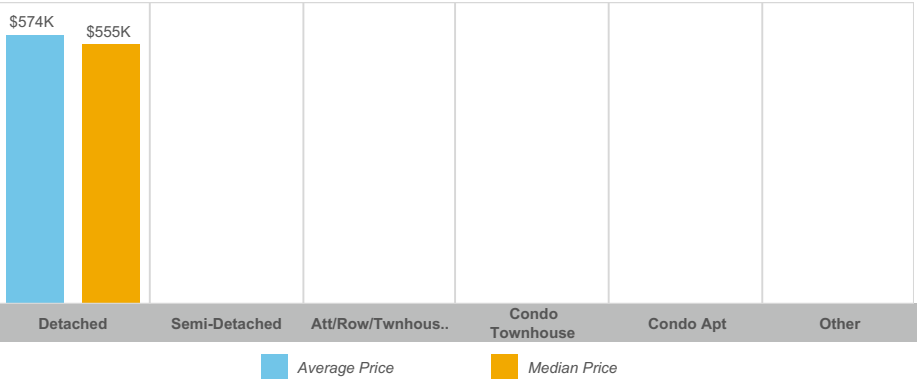 $574K
$555K
Detached
Semi-Detached
Att/Row/Twnhous..
Condo
Townhouse
Condo Apt
Other
Average Price
Median Price